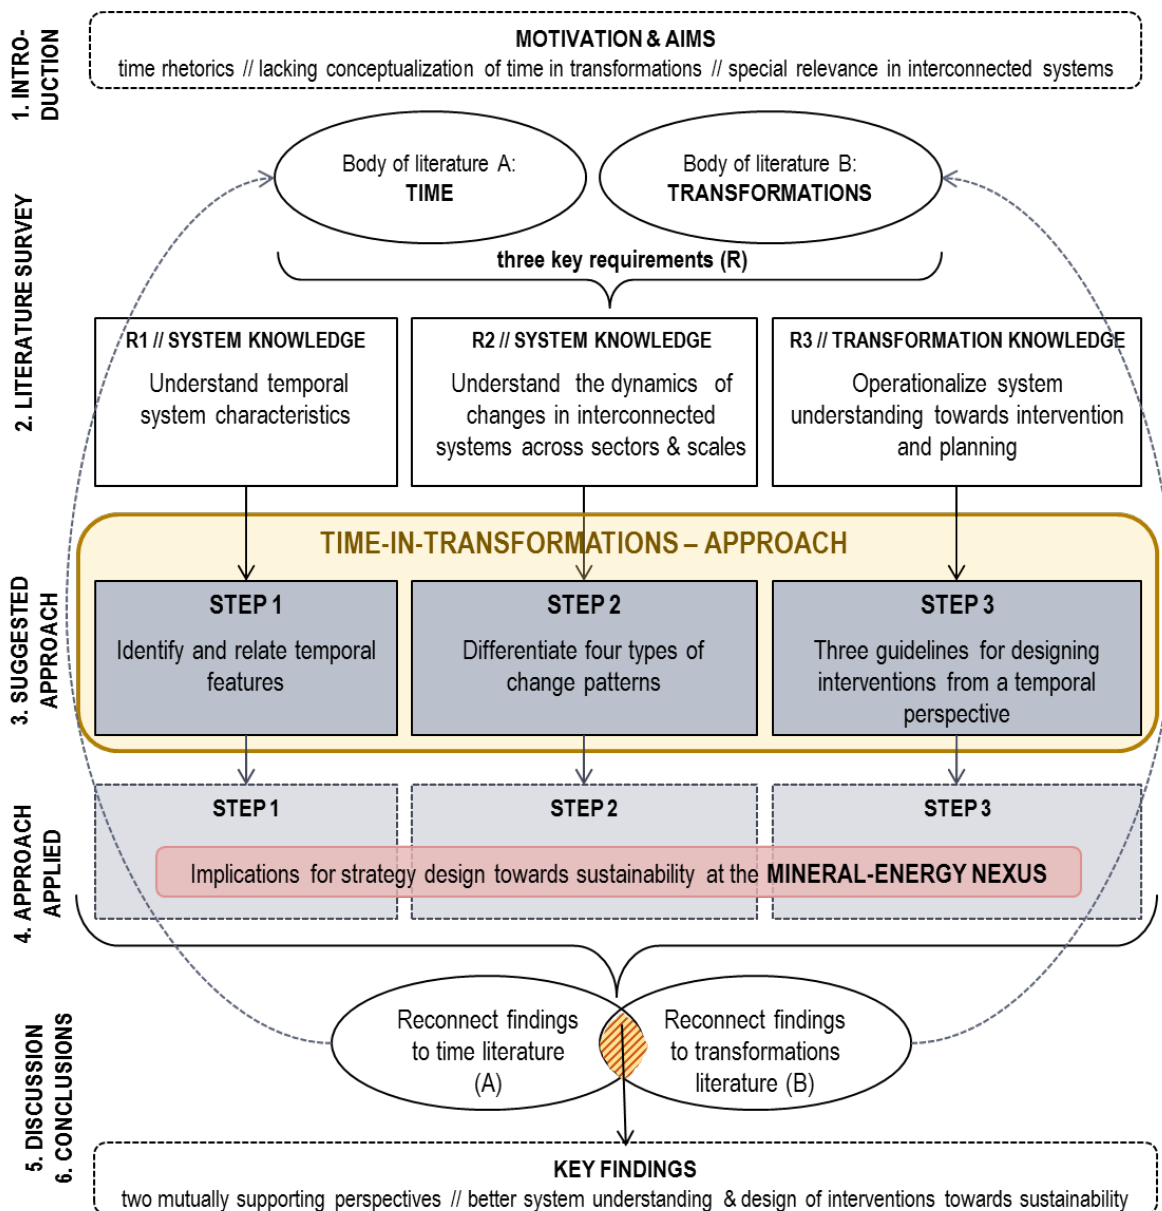 1. INTRO-
DUCTION
MOTIVATION & AIMS
time rhetorics // lacking conceptualization of time in transformations // special relevance in interconnected systems
2. LITERATURE SURVEY
Body of literature A:
TIME
Body of literature B:
TRANSFORMATIONS
three key requirements (R)
R1 // SYSTEM KNOWLEDGE
Understand temporal
system characteristics
R2 // SYSTEM KNOWLEDGE
Understand the dynamics of
changes in interconnected
systems across sectors & scales
R3 // TRANSFORMATION KNOWLEDGE
Operationalize system
understanding towards intervention
and planning
3. SUGGESTED
APPROACH
TIME-IN-TRANSFORMATIONS – APPROACH
STEP 1
Identify and relate temporal
features
STEP 2
Differentiate four types of
change patterns
STEP 3
Three guidelines for designing
interventions from a temporal
perspective
4. APPROACH
APPLIED
STEP 1
STEP 2
STEP 3
Implications for strategy design towards sustainability at the MINERAL-ENERGY NEXUS
5. DISCUSSION
6. CONCLUSIONS
Reconnect findings
to time literature
(A)
Reconnect findings
to transformations
literature (B)
KEY FINDINGS
two mutually supporting perspectives // better system understanding & design of interventions towards sustainability